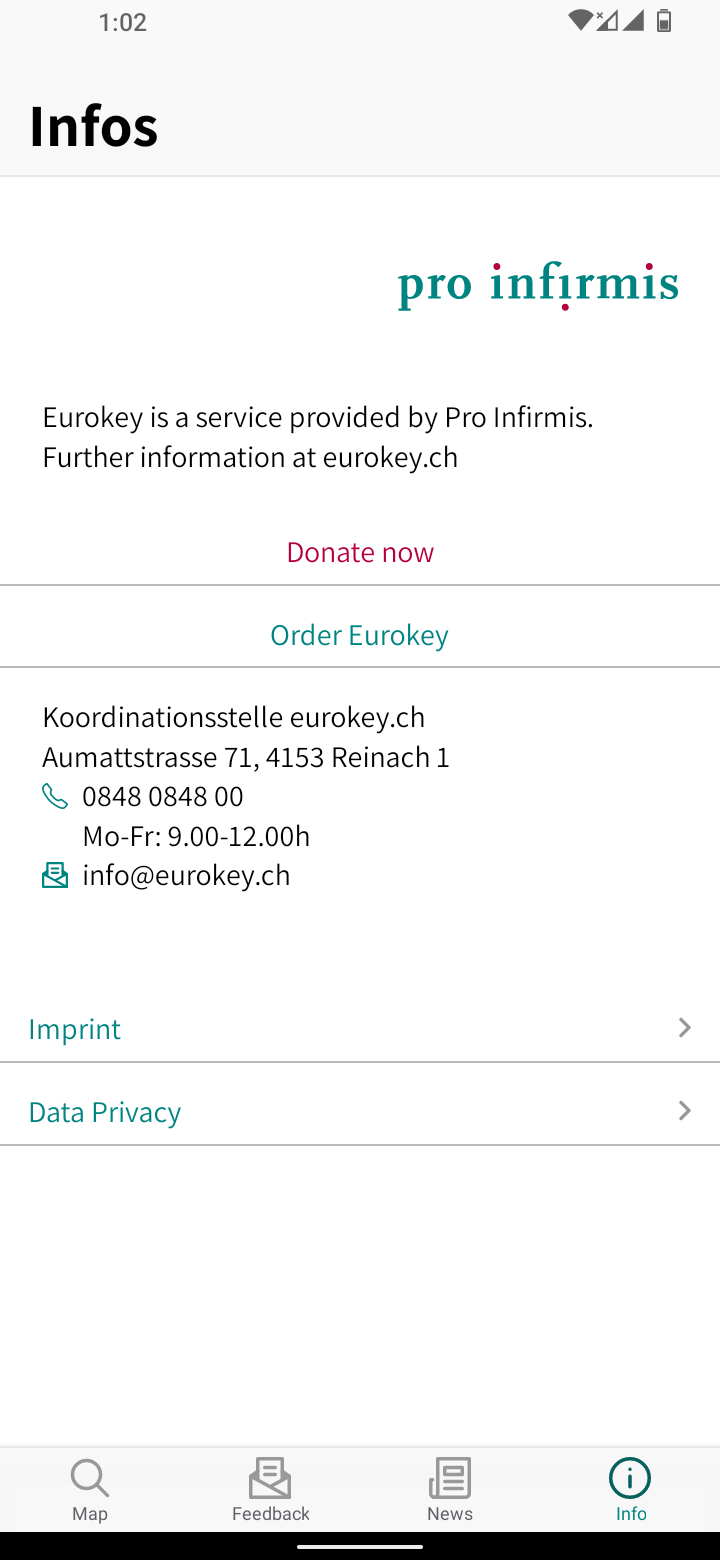 1:02
Infos
pro infirmis
Eurokey is a service provided by Pro Infirmis.
Further information at eurokey.ch
Donate now
Order Eurokey
Koordinationsstelle eurokey.ch
Aumattstrasse 71, 4153 Reinach 1
0848 0848 00
Mo-Fr: 9.00-12.00h
info@eurokey.ch
Imprint
Data Privacy
Map Feedback News Info